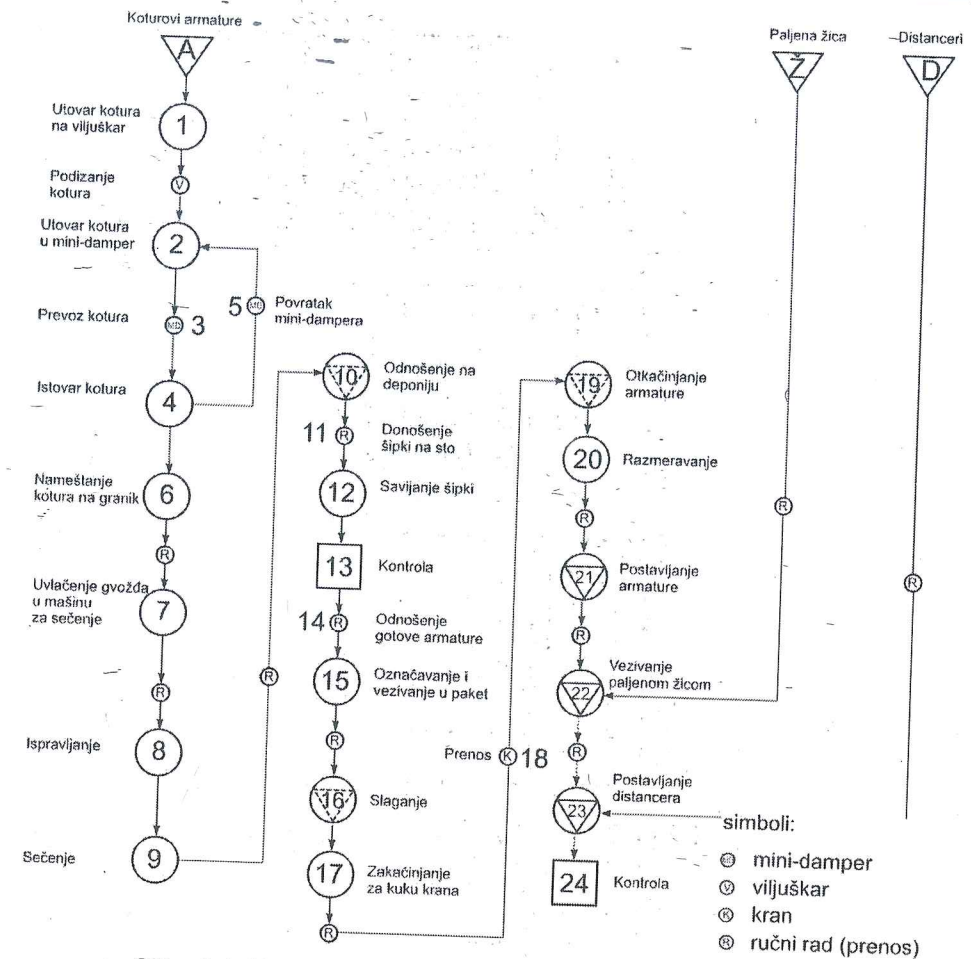 Koturovi armature
A
Utovar kotura
na viljuškar
1
Podizanje
kotura
V
Utovar kotura
u mini-damper
2
Prevoz kotura
MD
3
5
MD
Povratak
mini-dampera
Istovar kotura
4
Nameštanje
kotura na granik
6
R
Uvlačenje gvožđa
u mašinu
za sečenje
7
R
Ispravljanje
8
Sečenje
9
R
10
Odnošenje na
deponiju
11
R
Donošenje
šipki na sto
12
Savijanje šipki
13
Kontrola
14
R
Odnošenje
gotove armature
15
Označavanje i
vezivanje u paket
R
16
Slaganje
17
Zakačinjanje
za kuku krana
R
Prenos
K
18
19
Otkačinjanje
armature
20
Razmeravanje
R
21
Postavljanje
armature
R
22
Vezivanje
paljenom žicom
R
23
Postavljanje
distancera
24
Kontrola
Paljena žica
Ž
R
Distanceri
D
R
simboli:
MD mini-damper
V viljuškar
K kran
R ručni rad (prenos)